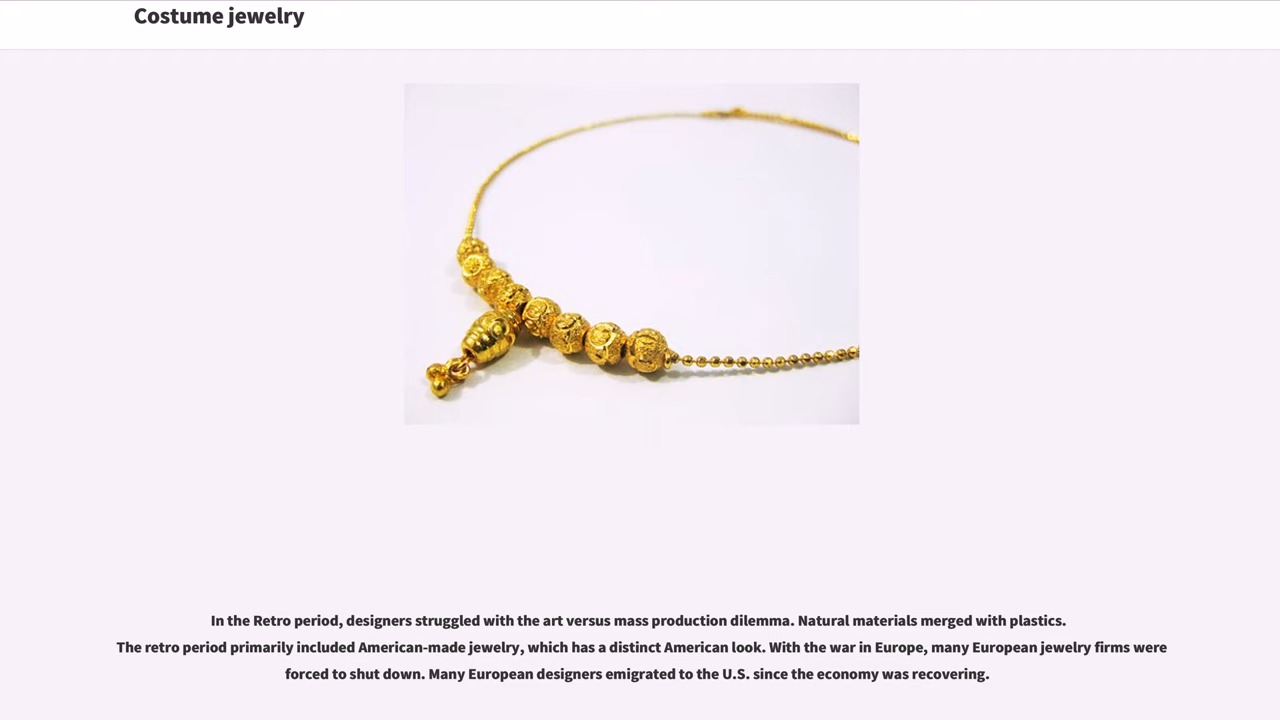 Costume jewelry
In the Retro period, designers struggled with the art versus mass production dilemma. Natural materials merged with plastics.
The retro period primarily included American-made jewelry, which has a distinct American look. With the war in Europe, many European jewelry firms were
forced to shut down. Many European designers emigrated to the U.S. since the economy was recovering.